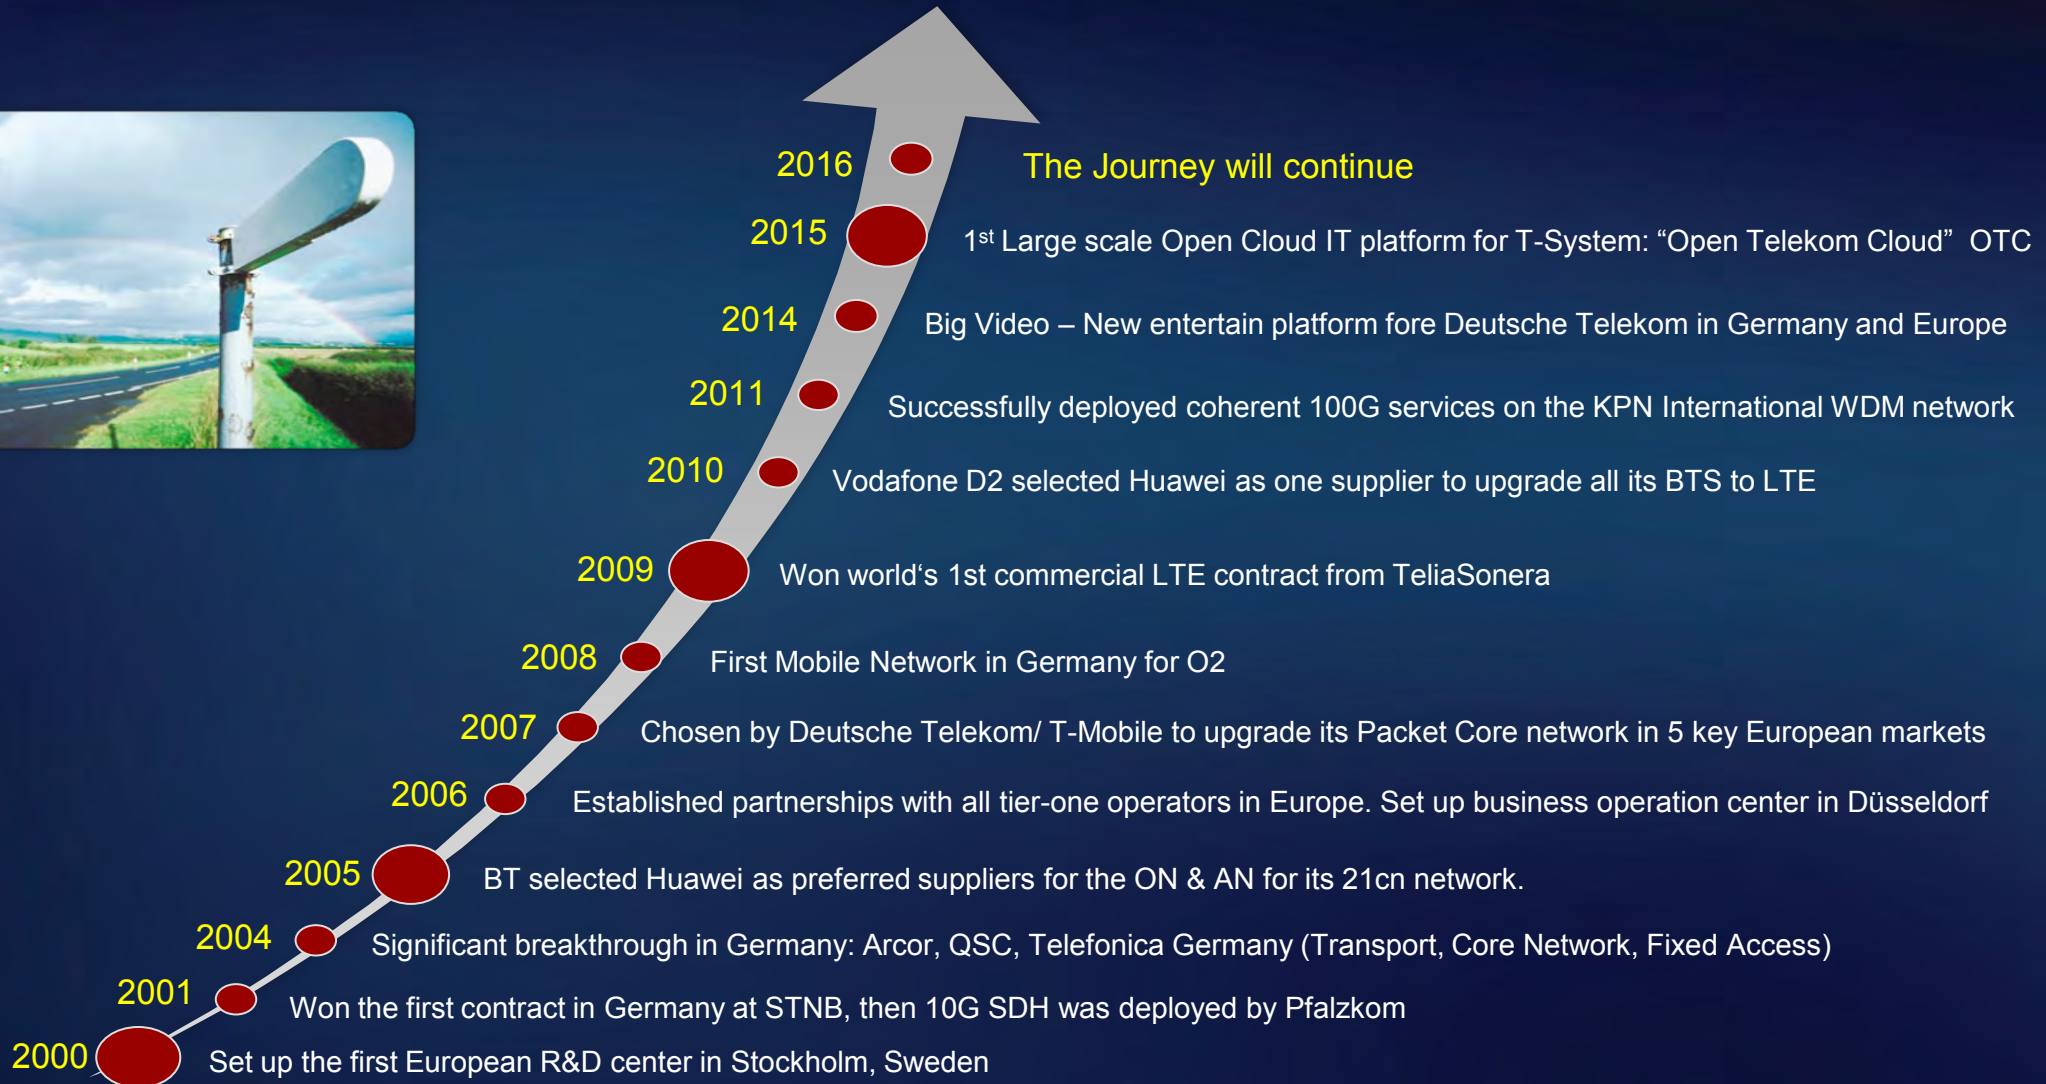 2016 The Journey will continue
2015 1st Large scale Open Cloud IT platform for T-System: “Open Telekom Cloud” OTC
2014 Big Video – New entertain platform fore Deutsche Telekom in Germany and Europe
2011 Successfully deployed coherent 100G services on the KPN International WDM network
2010 Vodafone D2 selected Huawei as one supplier to upgrade all its BTS to LTE
2009 Won world‘s 1st commercial LTE contract from TeliaSonera
2008 First Mobile Network in Germany for O2
2007 Chosen by Deutsche Telekom/ T-Mobile to upgrade its Packet Core network in 5 key European markets
2006 Established partnerships with all tier-one operators in Europe. Set up business operation center in Düsseldorf
2005 BT selected Huawei as preferred suppliers for the ON & AN for its 21cn network.
2004 Significant breakthrough in Germany: Arcor, QSC, Telefonica Germany (Transport, Core Network, Fixed Access)
2001 Won the first contract in Germany at STNB, then 10G SDH was deployed by Pfalzkom
2000 Set up the first European R&D center in Stockholm, Sweden